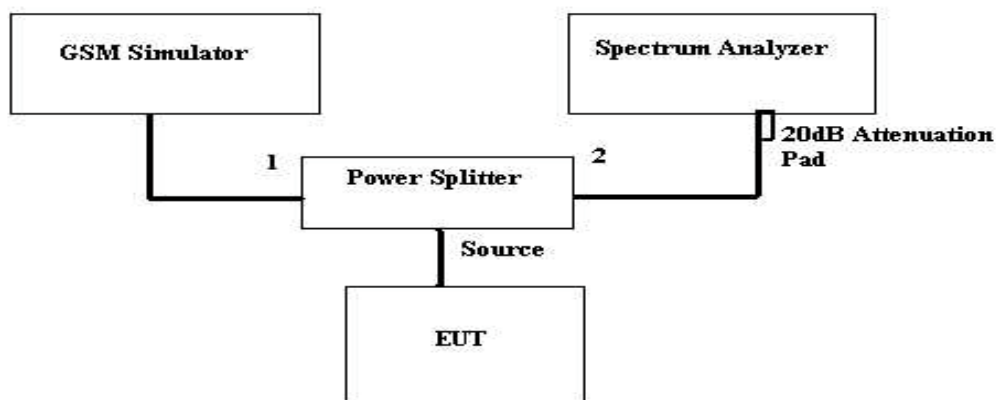 GSM Simulator
Spectrum Analyzer
20dB Attenuation
Pad
1
2
Power Splitter
Source
EUT